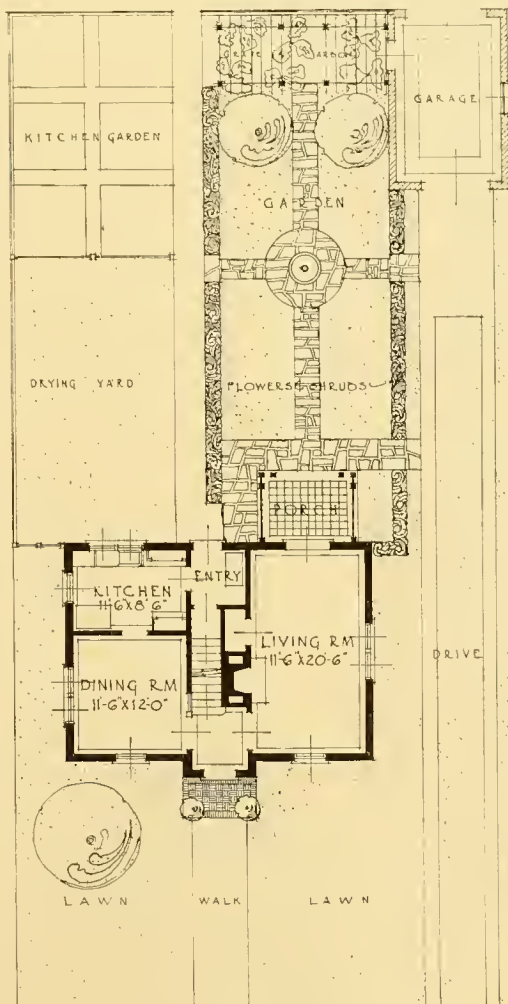 ARBOR
GARAGE
KITCHEN GARDEN
GARDEN
DRYING YARD
FLOWERS & SHRUBS
PORCH
ENTRY
KITCHEN
11'-6"X8'-6"
LIVING RM
11'-6"X20'-6"
DRIVE
DINING RM
11'-6"X12'-0"
LAWN
WALK
LAWN